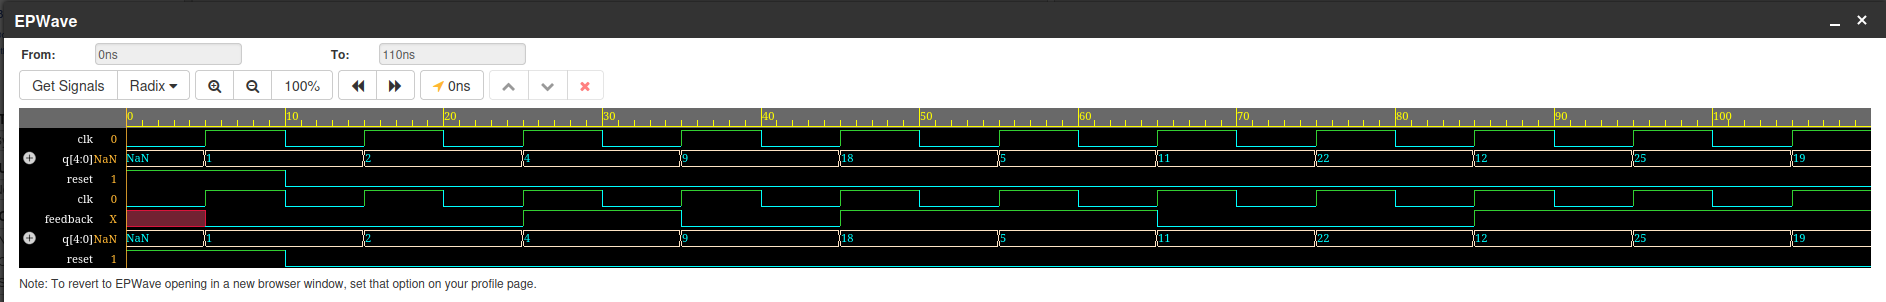 EPWave
From: 0ns To: 110ns
Get Signals Radix 100% 0ns
0 10 20 30 40 50 60 70 80 90 100
clk 0
q[4:0] NaN NaN 1 2 4 9 18 5 11 22 12 25 19
reset 1
clk 0
feedback X
q[4:0] NaN NaN 1 2 4 9 18 5 11 22 12 25 19
reset 1
Note: To revert to EPWave opening in a new browser window, set that option on your profile page.